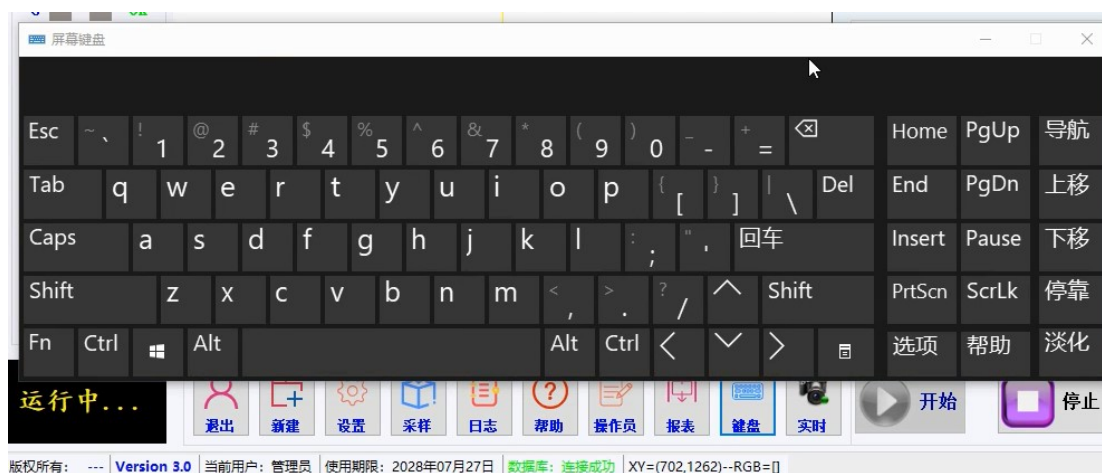 屏幕键盘
Esc ~ ` ! 1 @ 2 # 3 $ 4 % 5 ^ 6 & 7 * 8 ( 9 ) 0 _ - + = Home PgUp 导航
Tab q w e r t y u i o p { [ } ] | \ Del End PgDn 上移
Caps a s d f g h j k l : ; " ' 回车 Insert Pause 下移
Shift z x c v b n m < , > . ? / Shift PrtScn ScrLk 停靠
Fn Ctrl Alt Alt Ctrl 选项 帮助 淡化
运行中...
退出 新建 设置 采样 日志 帮助 操作员 报表 键盘 实时 开始 停止
版权所有: --- Version 3.0 当前用户: 管理员 使用期限: 2028年07月27日 数据库: 连接成功 XY=(702,1262)--RGB=[]